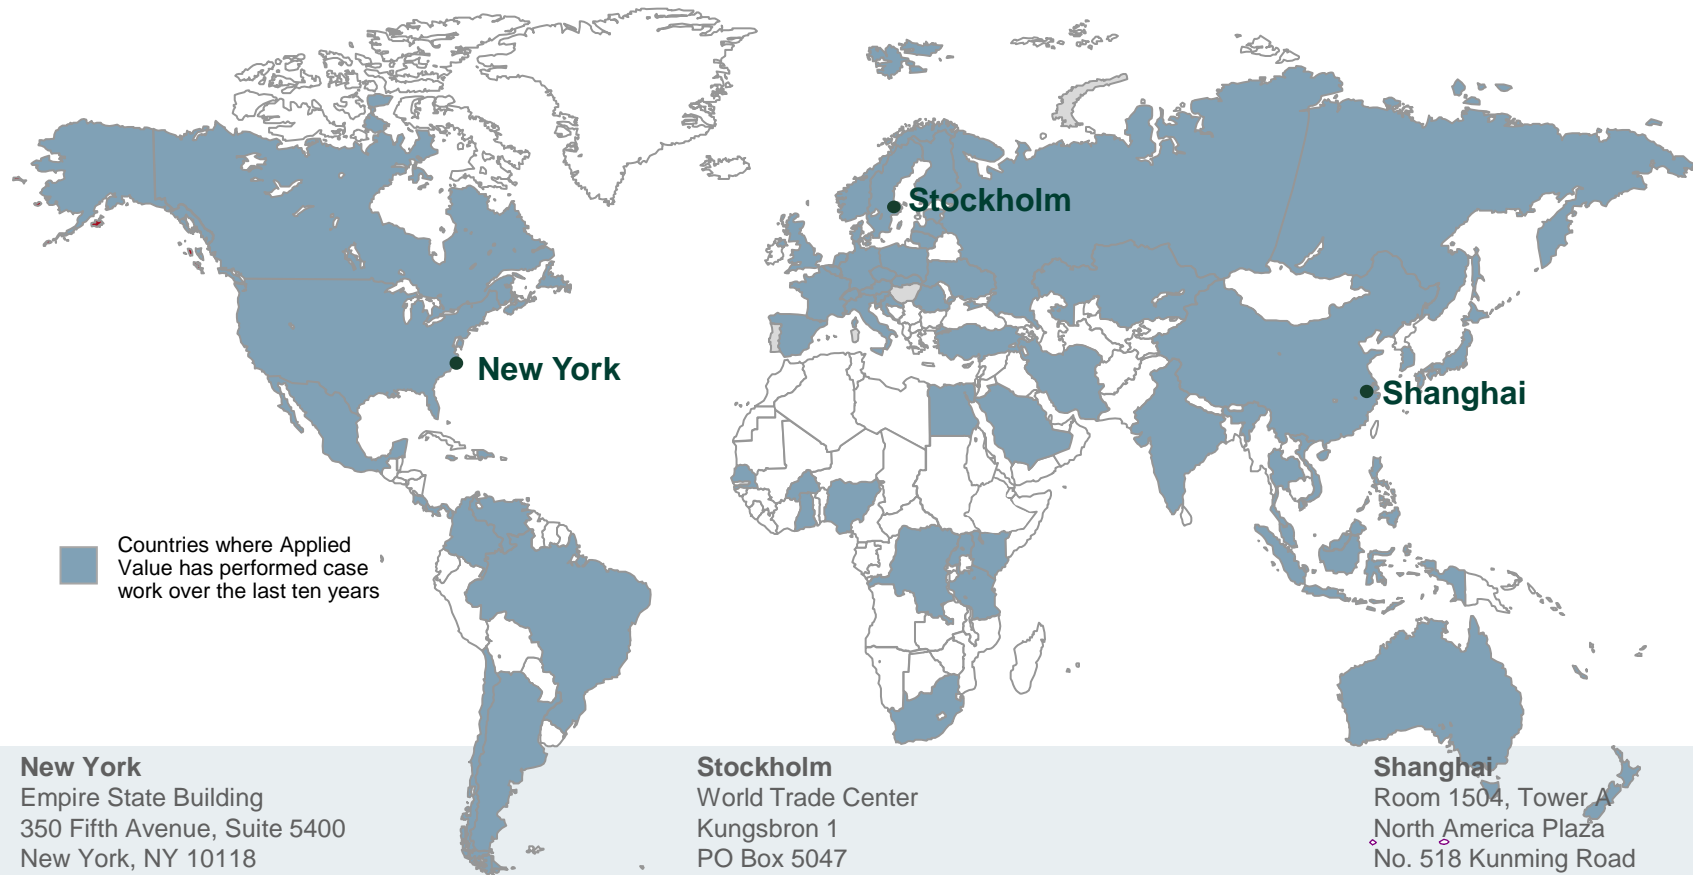 Stockholm
New York
Shanghai
Countries where Applied
Value has performed case
work over the last ten years
New York
Empire State Building
350 Fifth Avenue, Suite 5400
New York, NY 10118
Stockholm
World Trade Center
Kungsbron 1
PO Box 5047
Shanghai
Room 1504, Tower A
North America Plaza
No. 518 Kunming Road